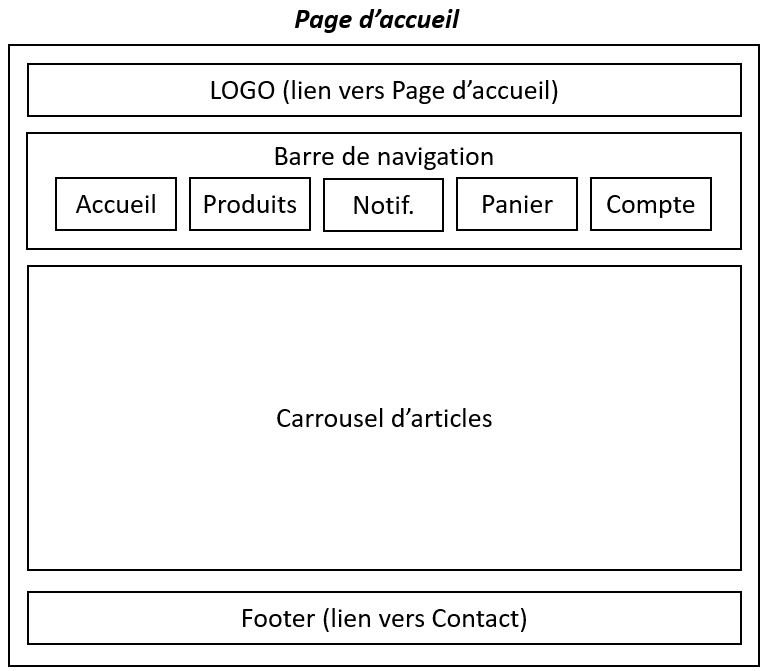 Page d’accueil
LOGO (lien vers Page d’accueil)
Barre de navigation
Accueil
Produits
Notif.
Panier
Compte
Carrousel d’articles
Footer (lien vers Contact)